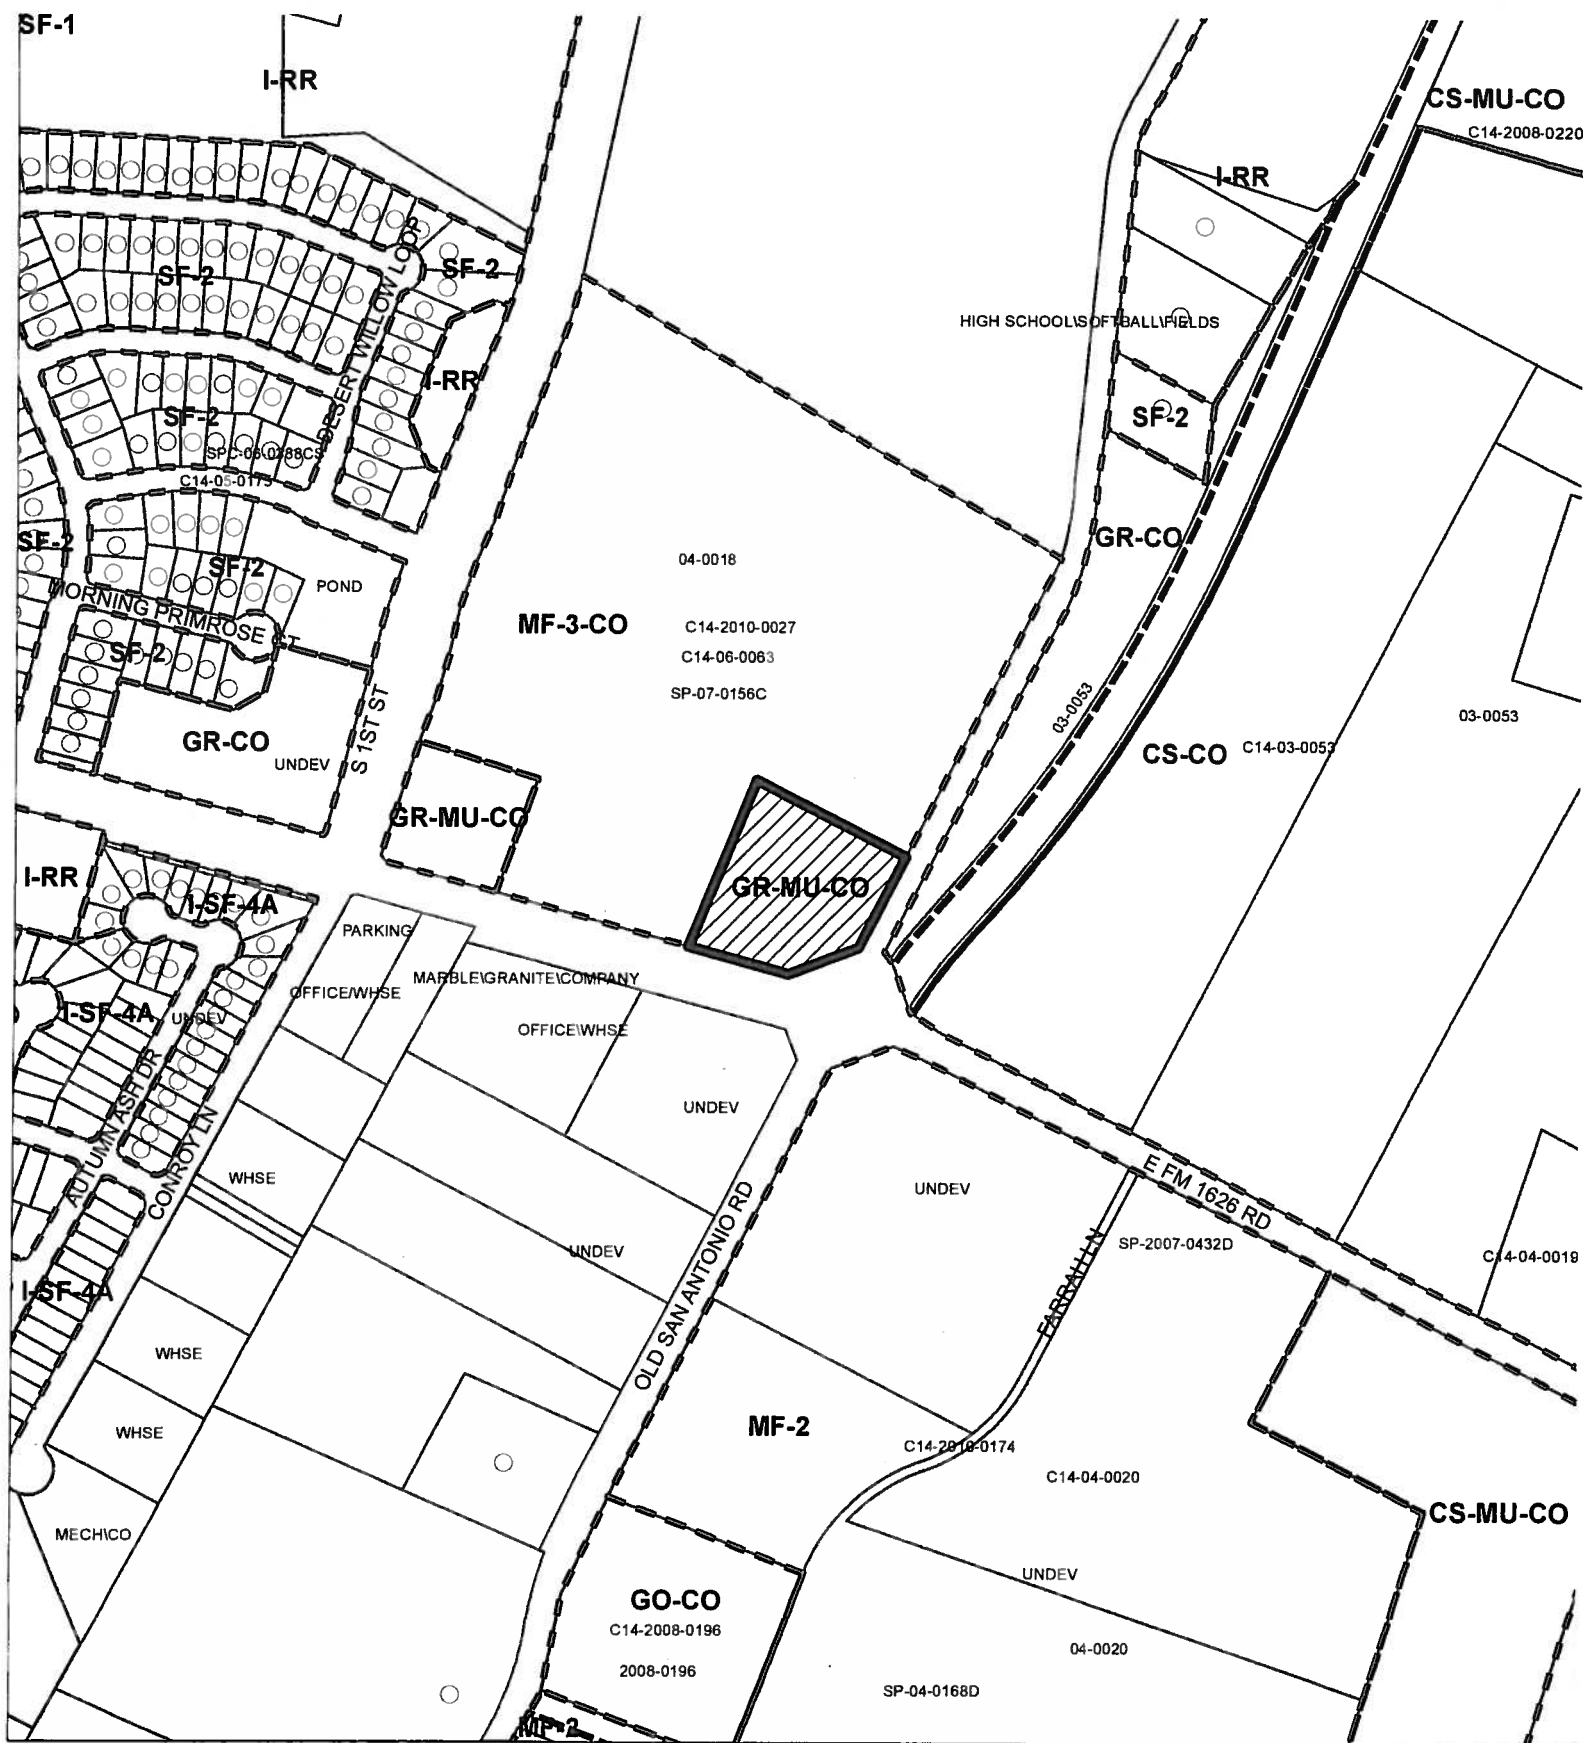 SF-1
I-RR
CS-MU-CO
C14-2008-0220
I-RR
SF-2
SF-2
DESERT WILLOW LOOP
HIGH SCHOOL\SOFTBALL\FIELDS
I-RR
SF-2
SF-2
SPC-06-0288CS
C14-05-0175
SF-2
GR-CO
04-0018
SF-2
POND
MORNING PRIMROSE CT
MF-3-CO
C14-2010-0027
C14-06-0063
SP-07-0156C
SF-2
03-0053
03-0053
GR-CO
UNDEV
S 1ST ST
CS-CO
C14-03-0053
GR-MU-CO
I-RR
GR-MU-CO
I-SF-4A
PARKING
MARBLE\GRANITE\COMPANY
OFFICE/WHSE
I-SF-4A
UNDEV
OFFICE\WHSE
UNDEV
AUTUMN ASH DR
CONROY LN
WHSE
UNDEV
E FM 1626 RD
OLD SAN ANTONIO RD
UNDEV
FARRAH LN
SP-2007-0432D
C14-04-0019
I-SF-4A
WHSE
MF-2
WHSE
C14-2010-0174
C14-04-0020
CS-MU-CO
MECH\CO
UNDEV
GO-CO
C14-2008-0196
2008-0196
04-0020
SP-04-0168D
MF-2